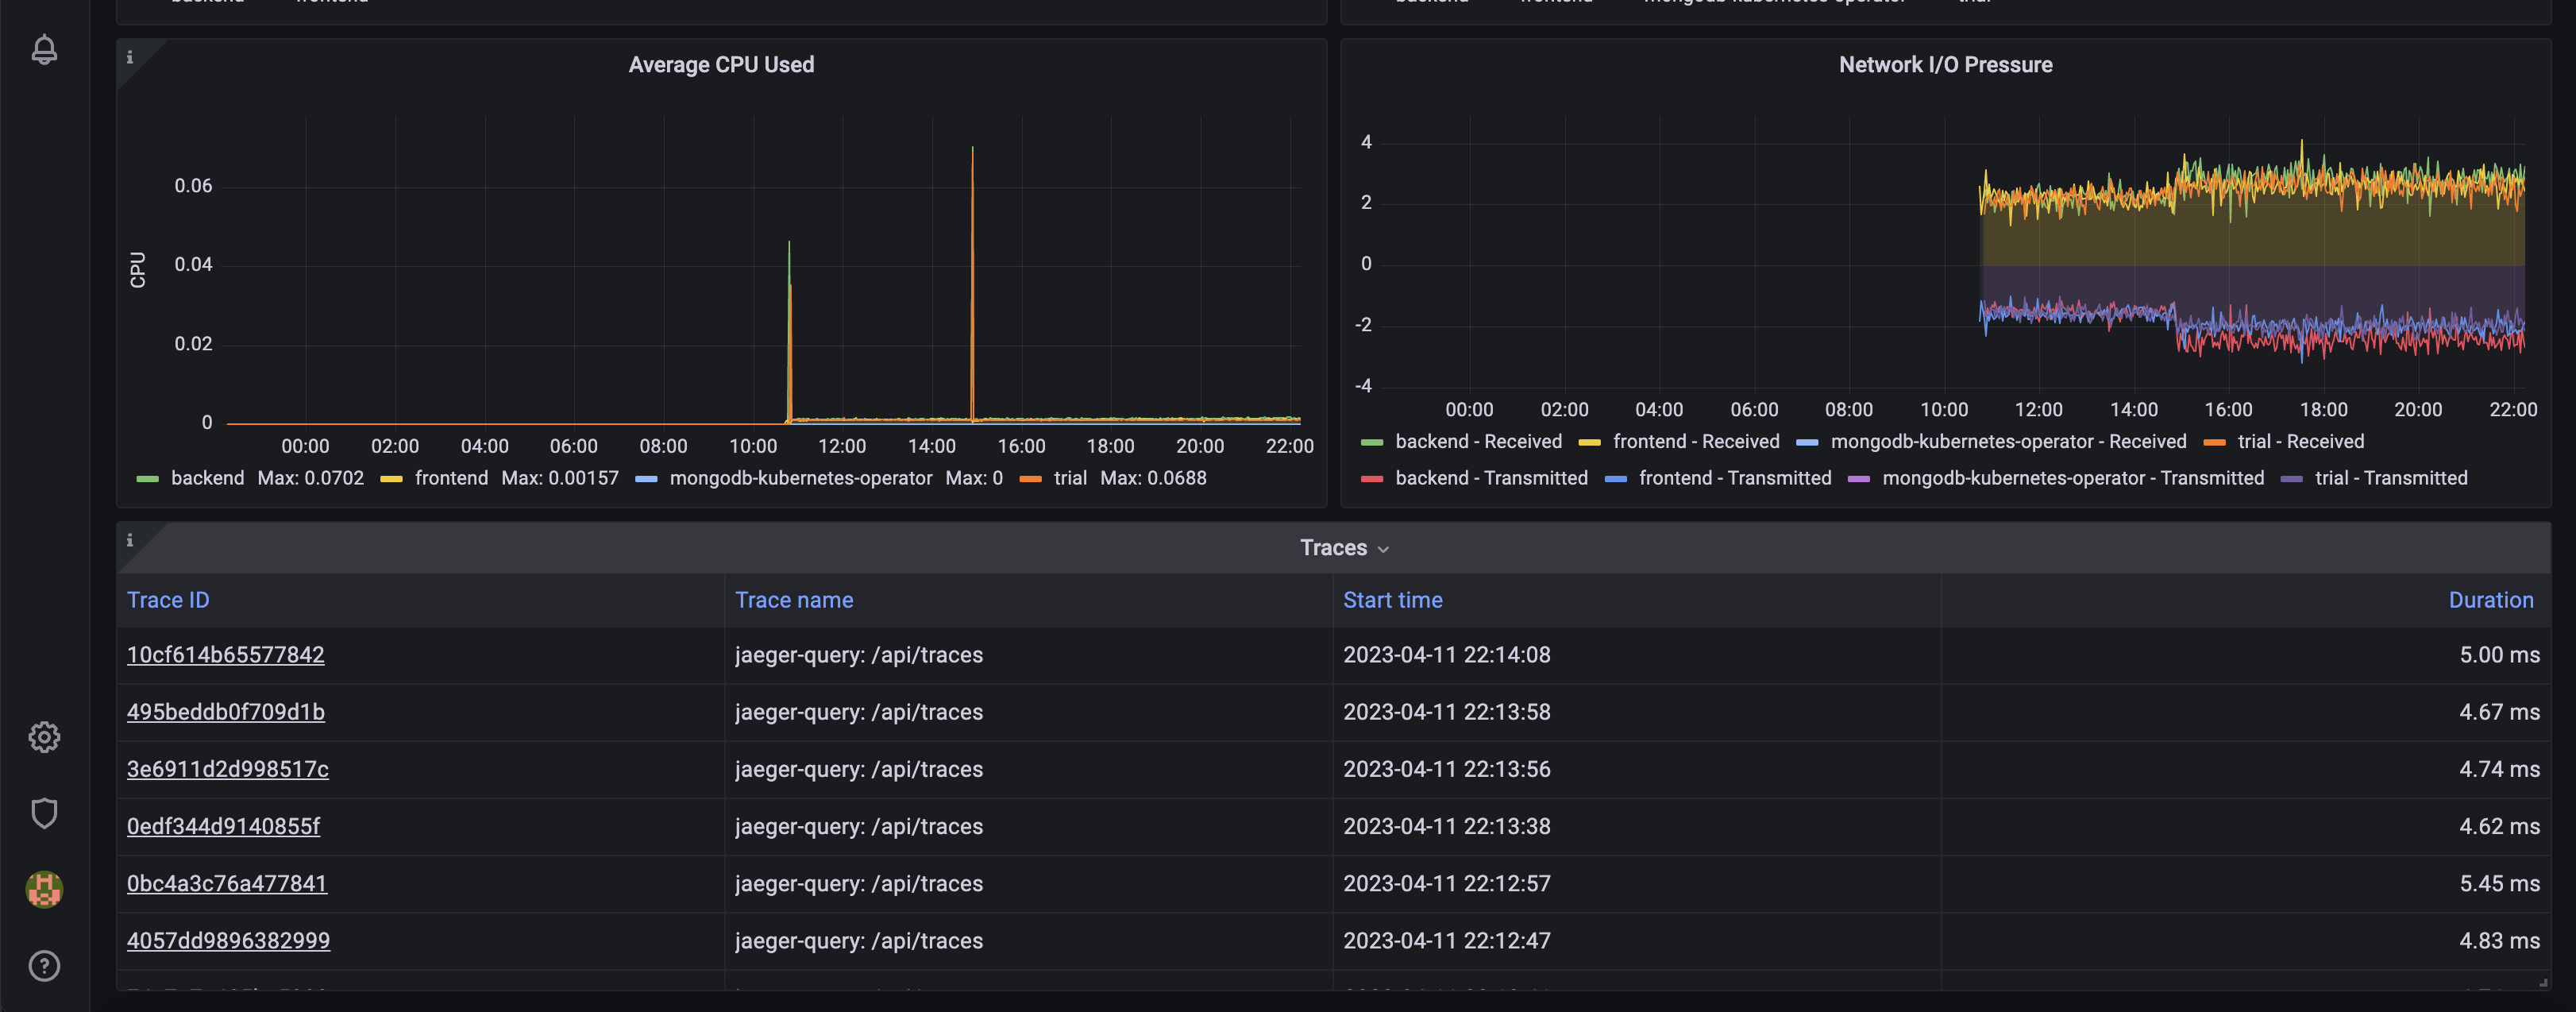 backend frontend
backend frontend mongodb-kubernetes-operator trial
Average CPU Used
CPU
0.06
0.04
0.02
0
00:00 02:00 04:00 06:00 08:00 10:00 12:00 14:00 16:00 18:00 20:00 22:00
backend Max: 0.0702 frontend Max: 0.00157 mongodb-kubernetes-operator Max: 0 trial Max: 0.0688
Network I/O Pressure
4
2
0
-2
-4
00:00 02:00 04:00 06:00 08:00 10:00 12:00 14:00 16:00 18:00 20:00 22:00
backend - Received frontend - Received mongodb-kubernetes-operator - Received trial - Received
backend - Transmitted frontend - Transmitted mongodb-kubernetes-operator - Transmitted trial - Transmitted
Traces
Trace ID Trace name Start time Duration
10cf614b65577842 jaeger-query: /api/traces 2023-04-11 22:14:08 5.00 ms
495beddb0f709d1b jaeger-query: /api/traces 2023-04-11 22:13:58 4.67 ms
3e6911d2d998517c jaeger-query: /api/traces 2023-04-11 22:13:56 4.74 ms
0edf344d9140855f jaeger-query: /api/traces 2023-04-11 22:13:38 4.62 ms
0bc4a3c76a477841 jaeger-query: /api/traces 2023-04-11 22:12:57 5.45 ms
4057dd9896382999 jaeger-query: /api/traces 2023-04-11 22:12:47 4.83 ms